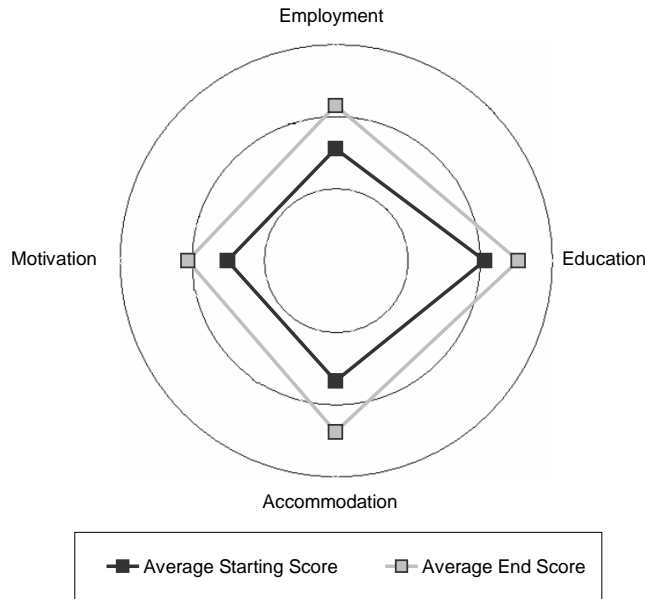 Employment
Motivation
Education
Accommodation
Average Starting Score
Average End Score